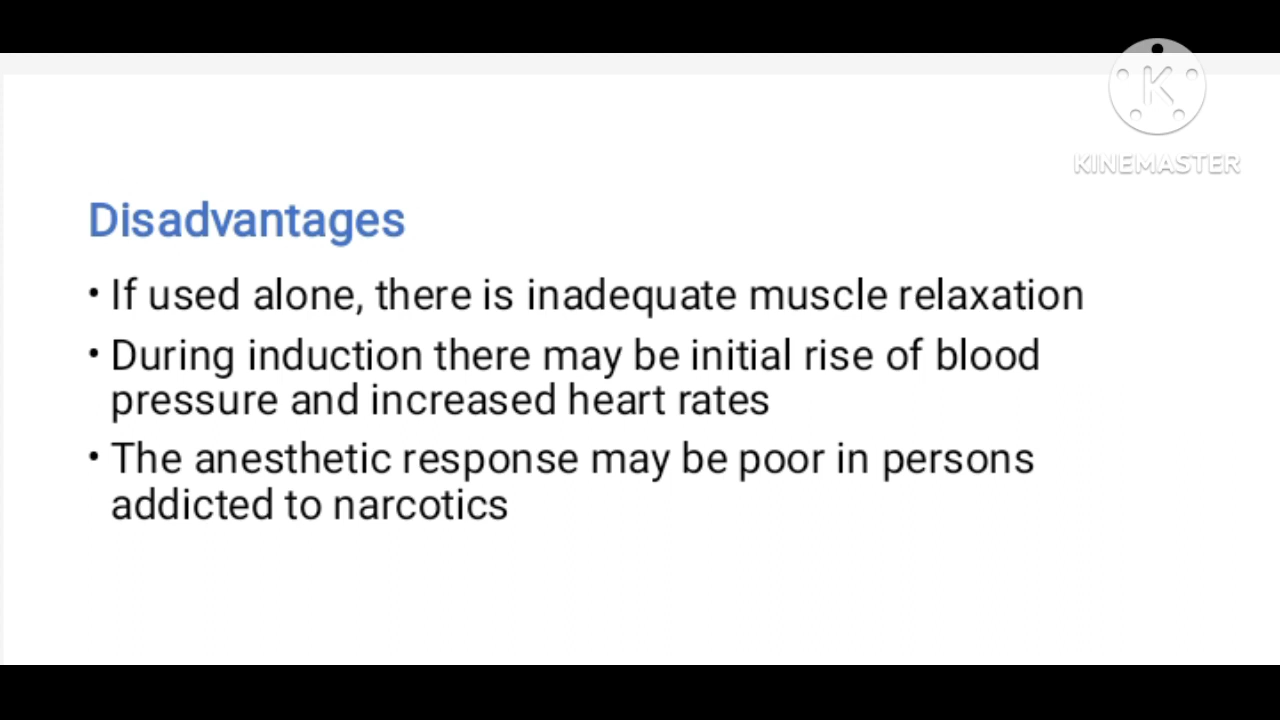 K
KINEMASTER
Disadvantages
• If used alone, there is inadequate muscle relaxation
• During induction there may be initial rise of blood
pressure and increased heart rates
• The anesthetic response may be poor in persons
addicted to narcotics